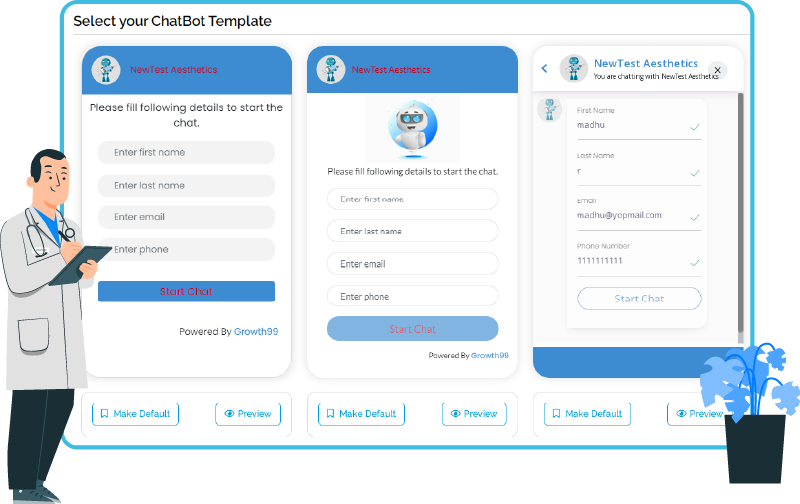 Select your ChatBot Template
NewTest Aesthetics
Please fill following details to start the
chat.
Enter first name
Enter last name
Enter email
Enter phone
Start Chat
Powered By Growth99
Make Default
Preview
NewTest Aesthetics
Please fill following details to start the chat.
Enter first name
Enter last name
Enter email
Enter phone
Start Chat
Powered By Growth99
Make Default
Preview
NewTest Aesthetics
You are chatting with NewTest Aesthetics
First Name
madhu
Last Name
r
Email
madhu@yopmail.com
Phone Number
1111111111
Start Chat
Make Default
Preview